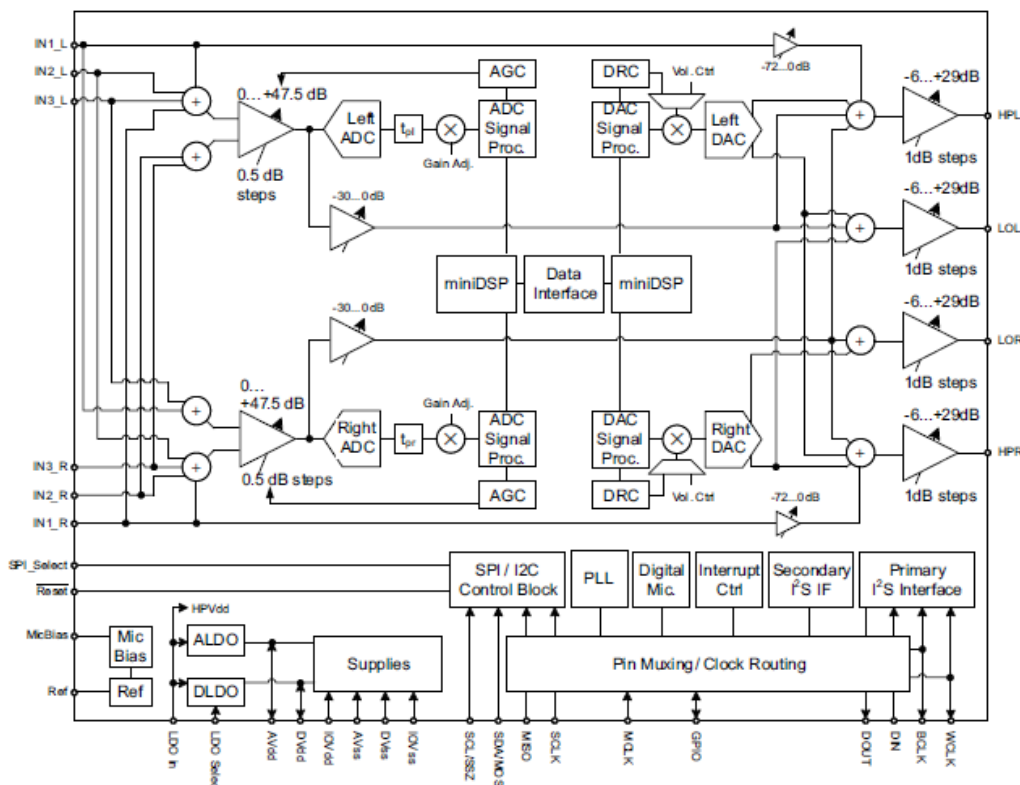 IN1_L
IN2_L
IN3_L
0... +47.5 dB
0.5 dB
steps
+
+
Left
ADC
tpl
Gain Adj.
AGC
ADC
Signal
Proc.
DRC
Vol. Ctrl
DAC
Signal
Proc.
Left
DAC
-72...0dB
+
-6... +29dB
1dB steps
HPL
-30...0dB
+
-6... +29dB
1dB steps
LOL
miniDSP
Data
Interface
miniDSP
-30...0dB
+
-6... +29dB
1dB steps
LOR
0...
+47.5 dB
0.5 dB steps
+
+
Right
ADC
tpr
Gain Adj.
ADC
Signal
Proc.
AGC
DAC
Signal
Proc.
DRC
Vol. Ctrl
Right
DAC
-72...0dB
+
-6... +29dB
1dB steps
HPR
IN3_R
IN2_R
IN1_R
SPI_Select
Reset
HPVdd
MicBias
Mic
Bias
Ref
Ref
ALDO
DLDO
Supplies
SPI / I2C
Control Block
PLL
Digital
Mic.
Interrupt
Ctrl
Secondary
I²S IF
Primary
I²S Interface
Pin Muxing / Clock Routing
LDO In
LDO Select
AVdd
DVdd
IOVdd
AVss
DVss
IOVss
SCL/SSZ
SDA/MOS
MISO
SCLK
MCLK
GPIO
DOUT
DIN
BCLK
WCLK